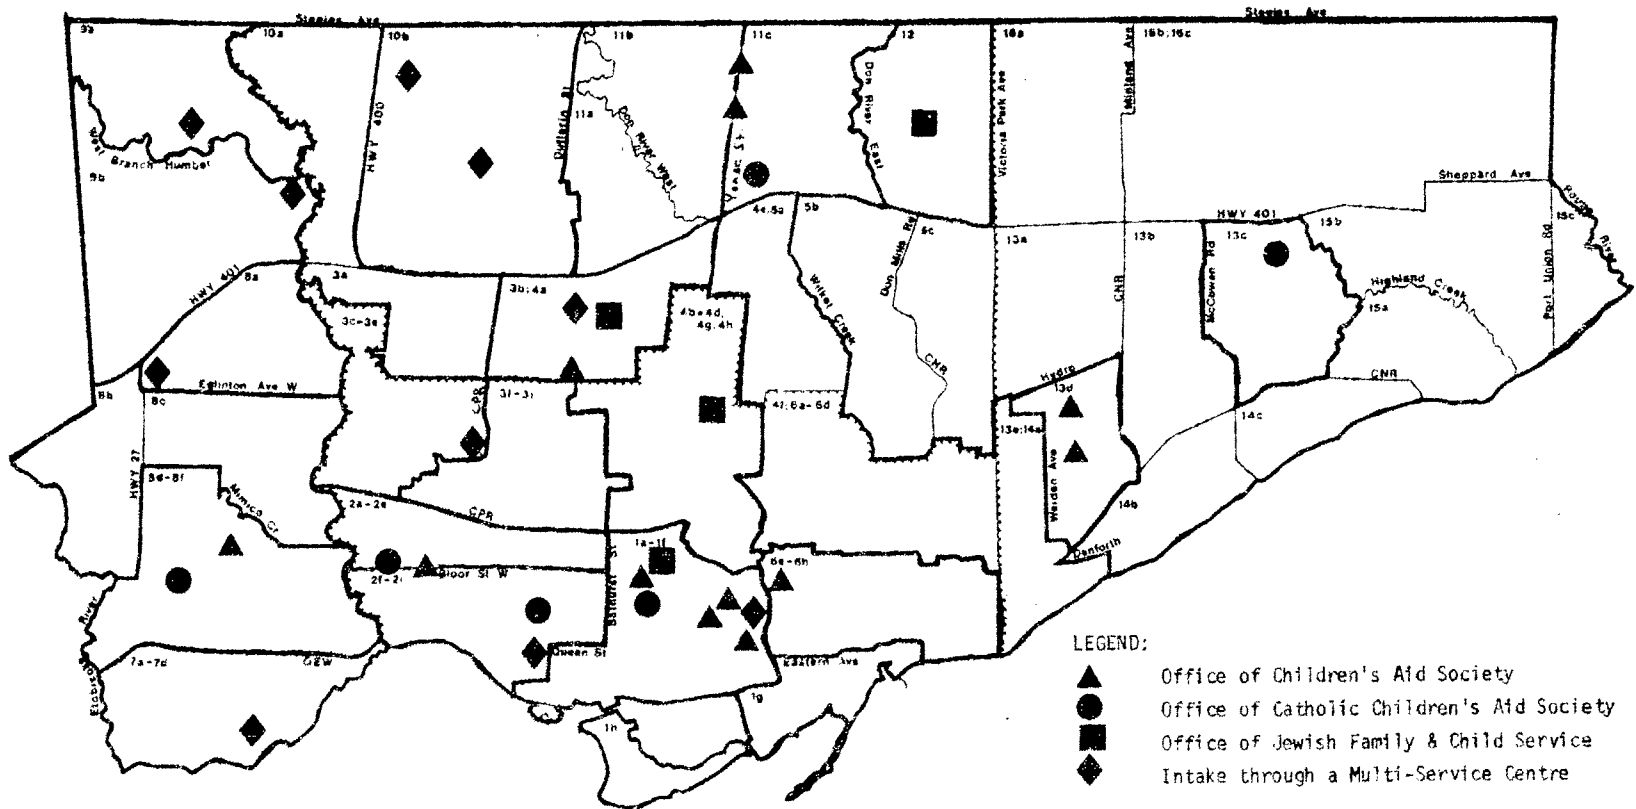 Steeles Ave
Steeles Ave
9a
10a
10b
11b
11c
12
16a
16b;16c
HWY 400
Dufferin St
11a
Don River West
Yonge St
Don River
East
Victoria Park Ave
Midland Ave
West Branch Humber
9b
Sheppard Ave
Rouge
River
4e;5a
5b
5c
HWY 401
15b
15c
13a
13b
13c
HWY 401
8a
3a
3b;4a
Don Mills Rd
Wilket Creek
CNR
McCowan Rd
Highland Creek
15a
Port Union Rd
3c-3e
4b-4d;
4g;4h
CNR
Hydro
CNR
Eglinton Ave W
8b
8c
CPR
3f-3i
4f;6a-6d
13d
14c
13e;14a
HWY 27
8d-8f
Mimico Cr
2a-2e
CPR
Warden Ave
14b
Danforth
1a-1f
2f-2i
Bloor St W
Bathurst St
6e-6h
Etobicoke
River
7a-7d
QEW
Queen St
Eastern Ave
1g
1h
LEGEND:
Office of Children's Aid Society
Office of Catholic Children's Aid Society
Office of Jewish Family & Child Service
Intake through a Multi-Service Centre